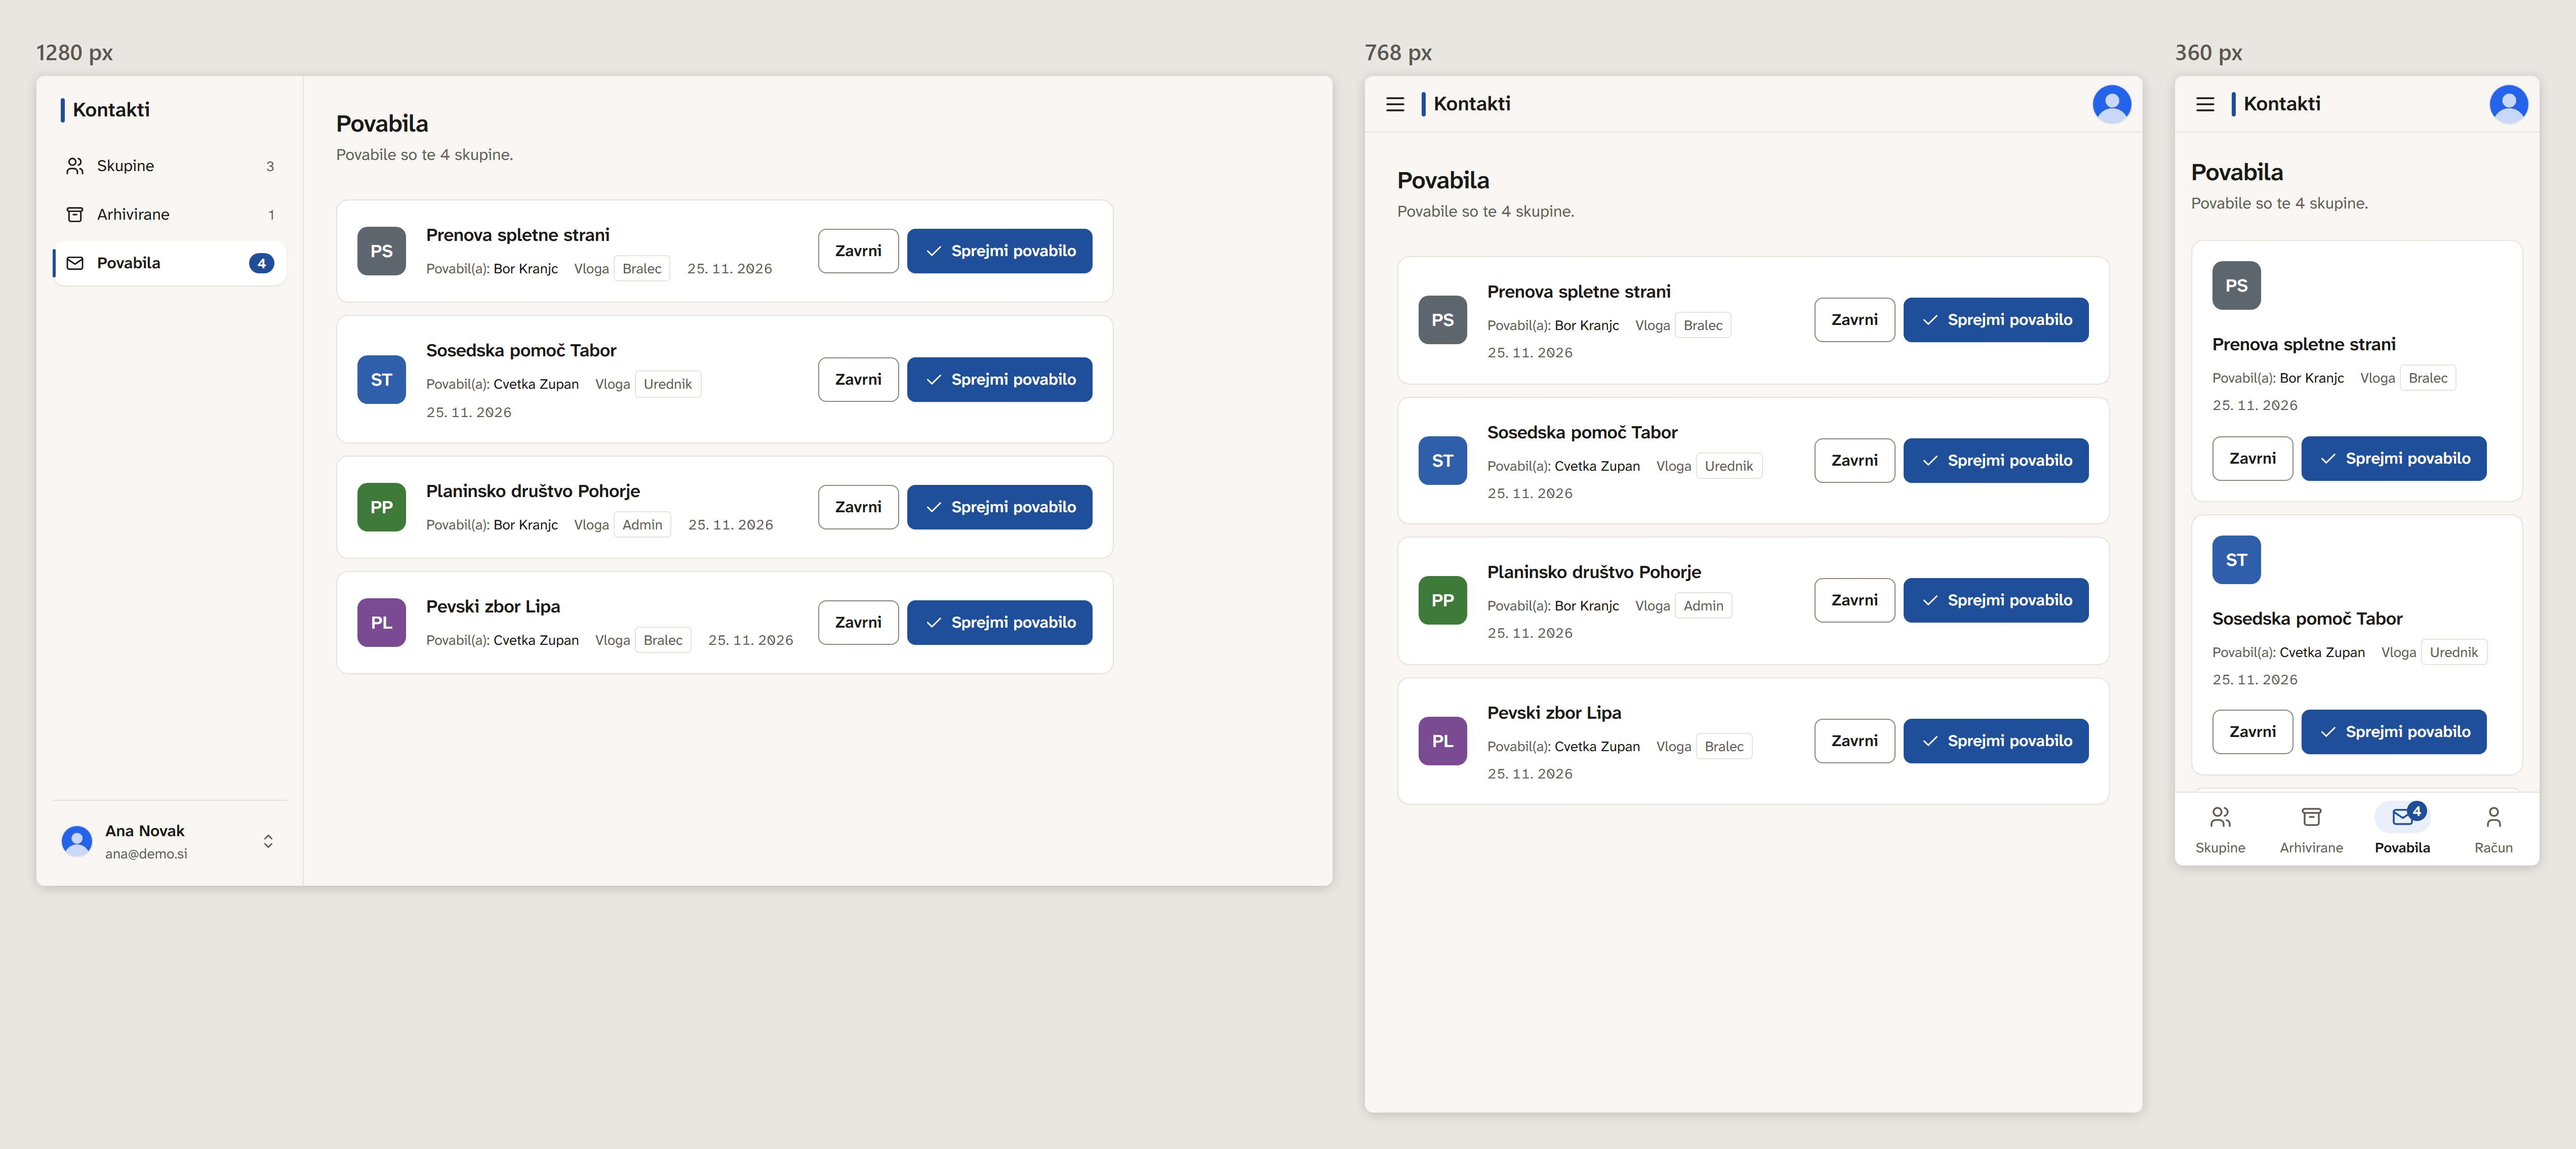 1280 px
Kontakti
Skupine 3
Arhivirane 1
Povabila 4
Ana Novak
ana@demo.si
Povabila
Povabile so te 4 skupine.
PS
Prenova spletne strani
Povabil(a): Bor Kranjc Vloga Bralec 25. 11. 2026
Zavrni Sprejmi povabilo
ST
Sosedska pomoč Tabor
Povabil(a): Cvetka Zupan Vloga Urednik
25. 11. 2026
Zavrni Sprejmi povabilo
PP
Planinsko društvo Pohorje
Povabil(a): Bor Kranjc Vloga Admin 25. 11. 2026
Zavrni Sprejmi povabilo
PL
Pevski zbor Lipa
Povabil(a): Cvetka Zupan Vloga Bralec 25. 11. 2026
Zavrni Sprejmi povabilo
768 px
Kontakti
Povabila
Povabile so te 4 skupine.
PS
Prenova spletne strani
Povabil(a): Bor Kranjc Vloga Bralec
25. 11. 2026
Zavrni Sprejmi povabilo
ST
Sosedska pomoč Tabor
Povabil(a): Cvetka Zupan Vloga Urednik
25. 11. 2026
Zavrni Sprejmi povabilo
PP
Planinsko društvo Pohorje
Povabil(a): Bor Kranjc Vloga Admin
25. 11. 2026
Zavrni Sprejmi povabilo
PL
Pevski zbor Lipa
Povabil(a): Cvetka Zupan Vloga Bralec
25. 11. 2026
Zavrni Sprejmi povabilo
360 px
Kontakti
Povabila
Povabile so te 4 skupine.
PS
Prenova spletne strani
Povabil(a): Bor Kranjc Vloga Bralec
25. 11. 2026
Zavrni Sprejmi povabilo
ST
Sosedska pomoč Tabor
Povabil(a): Cvetka Zupan Vloga Urednik
25. 11. 2026
Zavrni Sprejmi povabilo
4
Skupine Arhivirane Povabila Račun